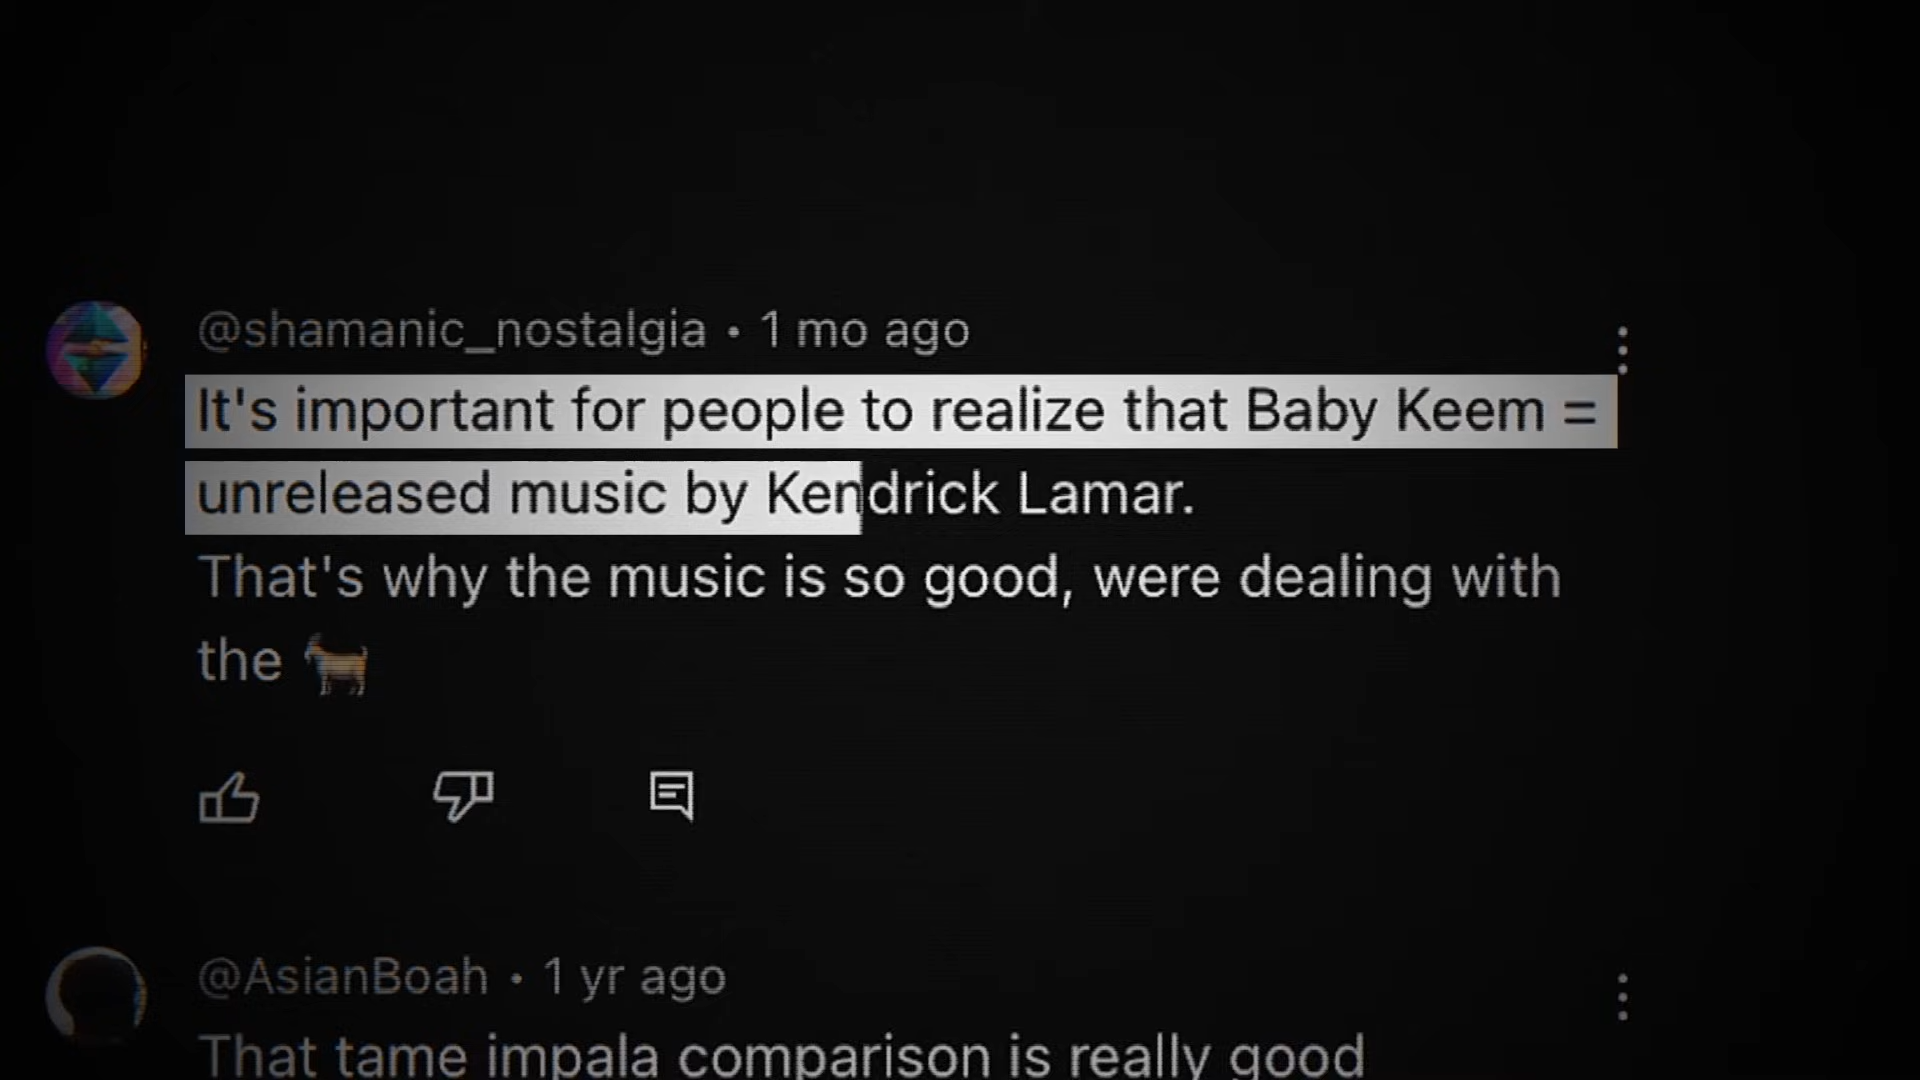 @shamanic_nostalgia • 1 mo ago
It's important for people to realize that Baby Keem =
unreleased music by Kendrick Lamar.
That's why the music is so good, were dealing with
the 🐐
@AsianBoah • 1 yr ago
That tame impala comparison is really good